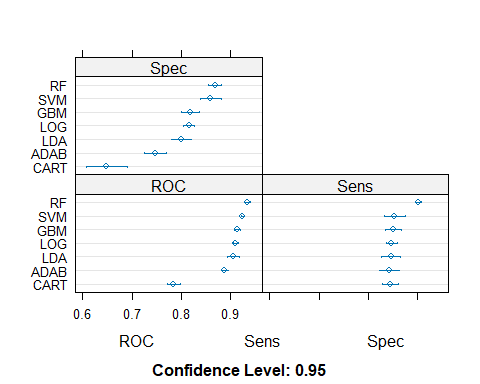 Spec
RF
SVM
GBM
LOG
LDA
ADAB
CART
ROC Sens
RF
SVM
GBM
LOG
LDA
ADAB
CART
0.6 0.7 0.8 0.9
ROC Sens Spec
Confidence Level: 0.95